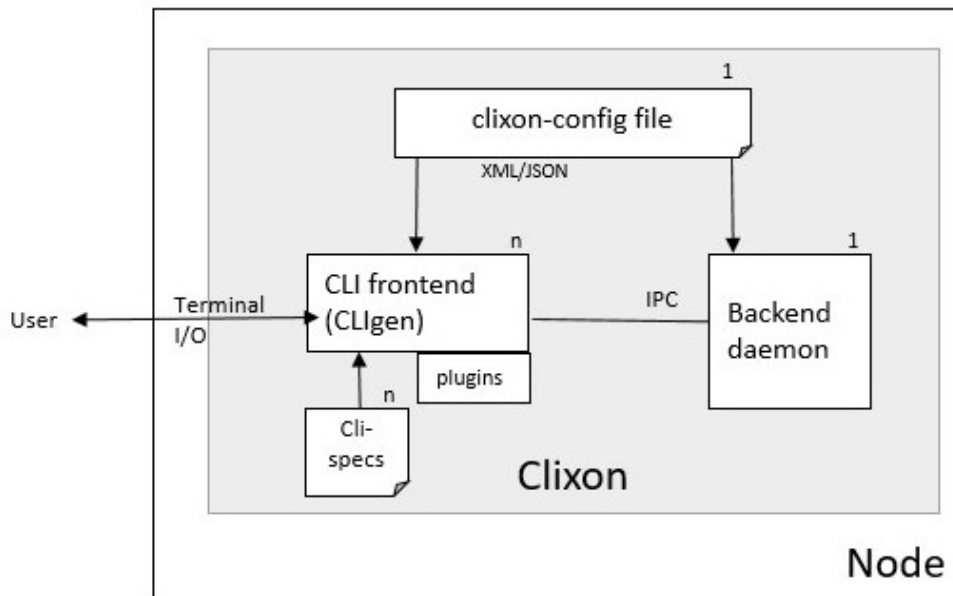 1
clixon-config file
XML/JSON
n
1
CLI frontend
(CLIgen)
Terminal
I/O
User
IPC
Backend
daemon
plugins
n
Cli-
specs
Clixon
Node